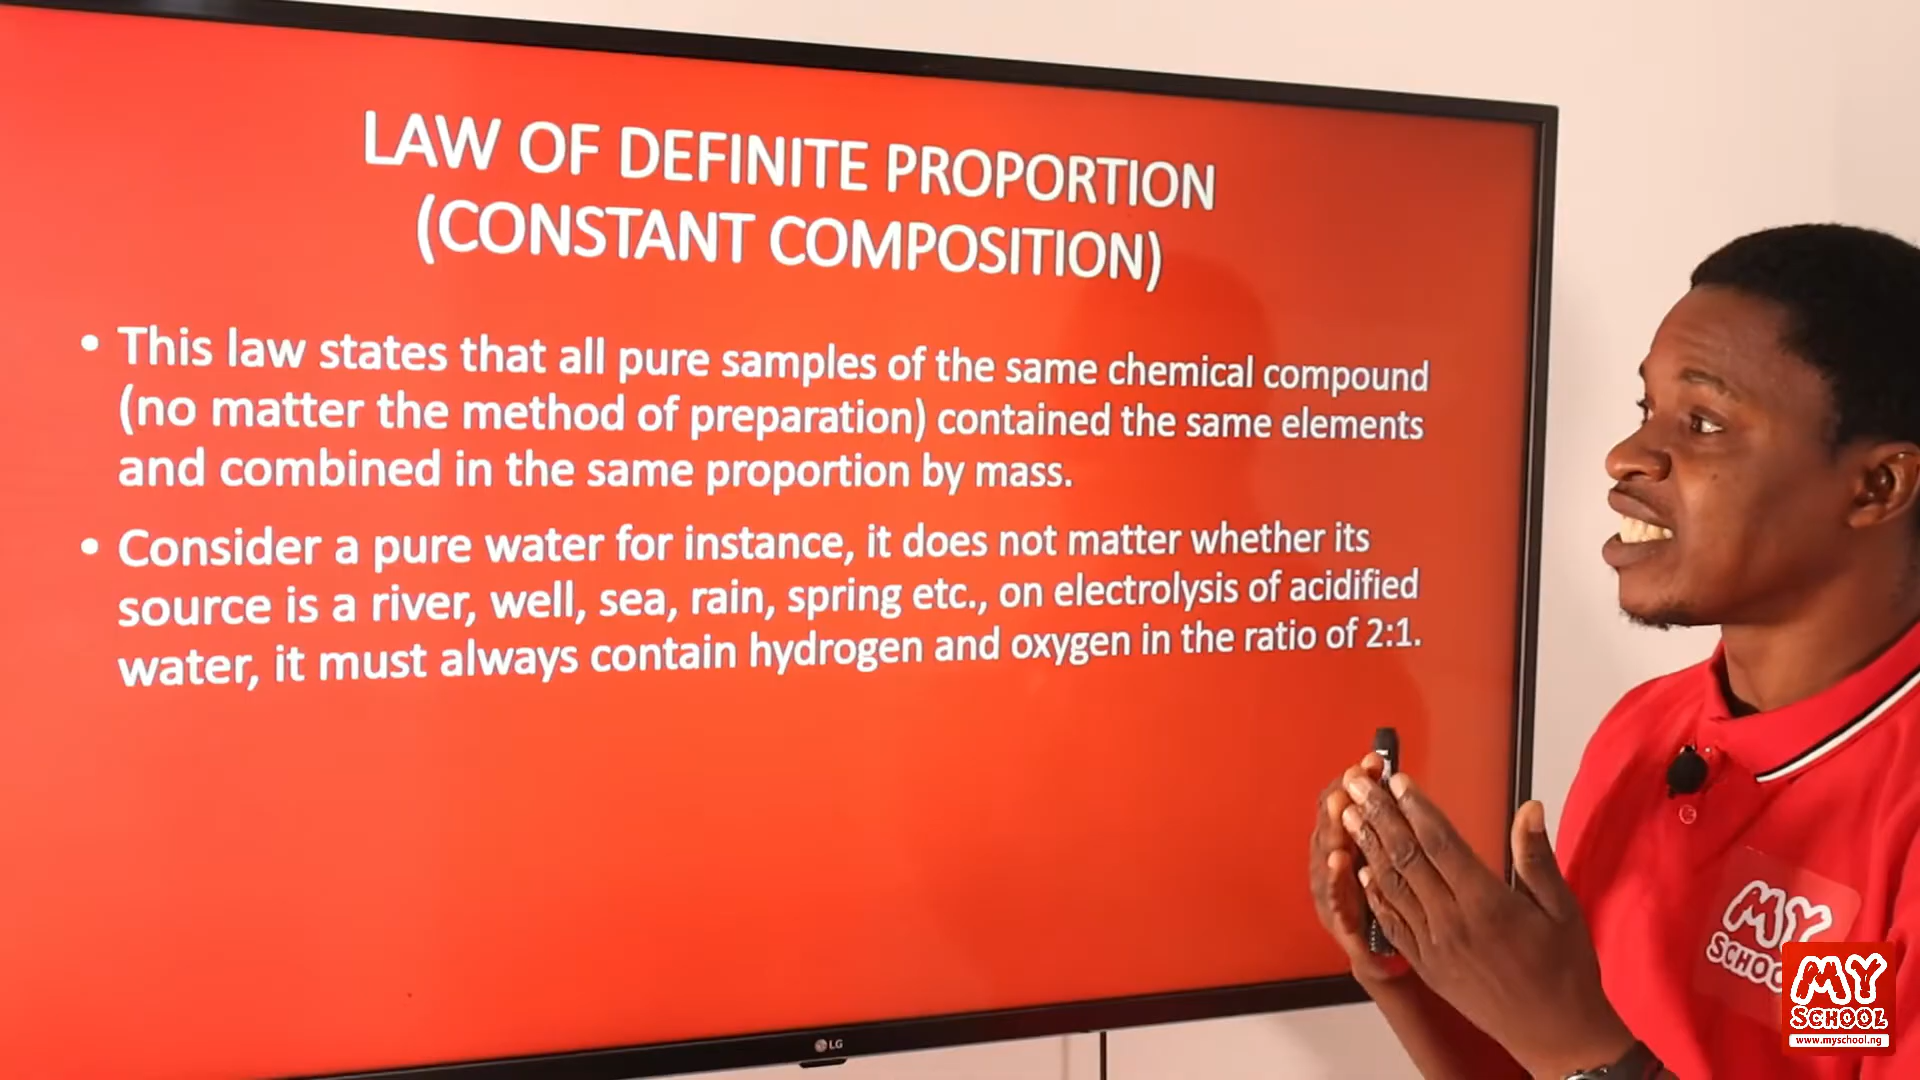 LAW OF DEFINITE PROPORTION
(CONSTANT COMPOSITION)
• This law states that all pure samples of the same chemical compound
(no matter the method of preparation) contained the same elements
and combined in the same proportion by mass.
• Consider a pure water for instance, it does not matter whether its
source is a river, well, sea, rain, spring etc., on electrolysis of acidified
water, it must always contain hydrogen and oxygen in the ratio of 2:1.
LG
MY
SCHOO
MY
SCHOOL
www.myschool.ng